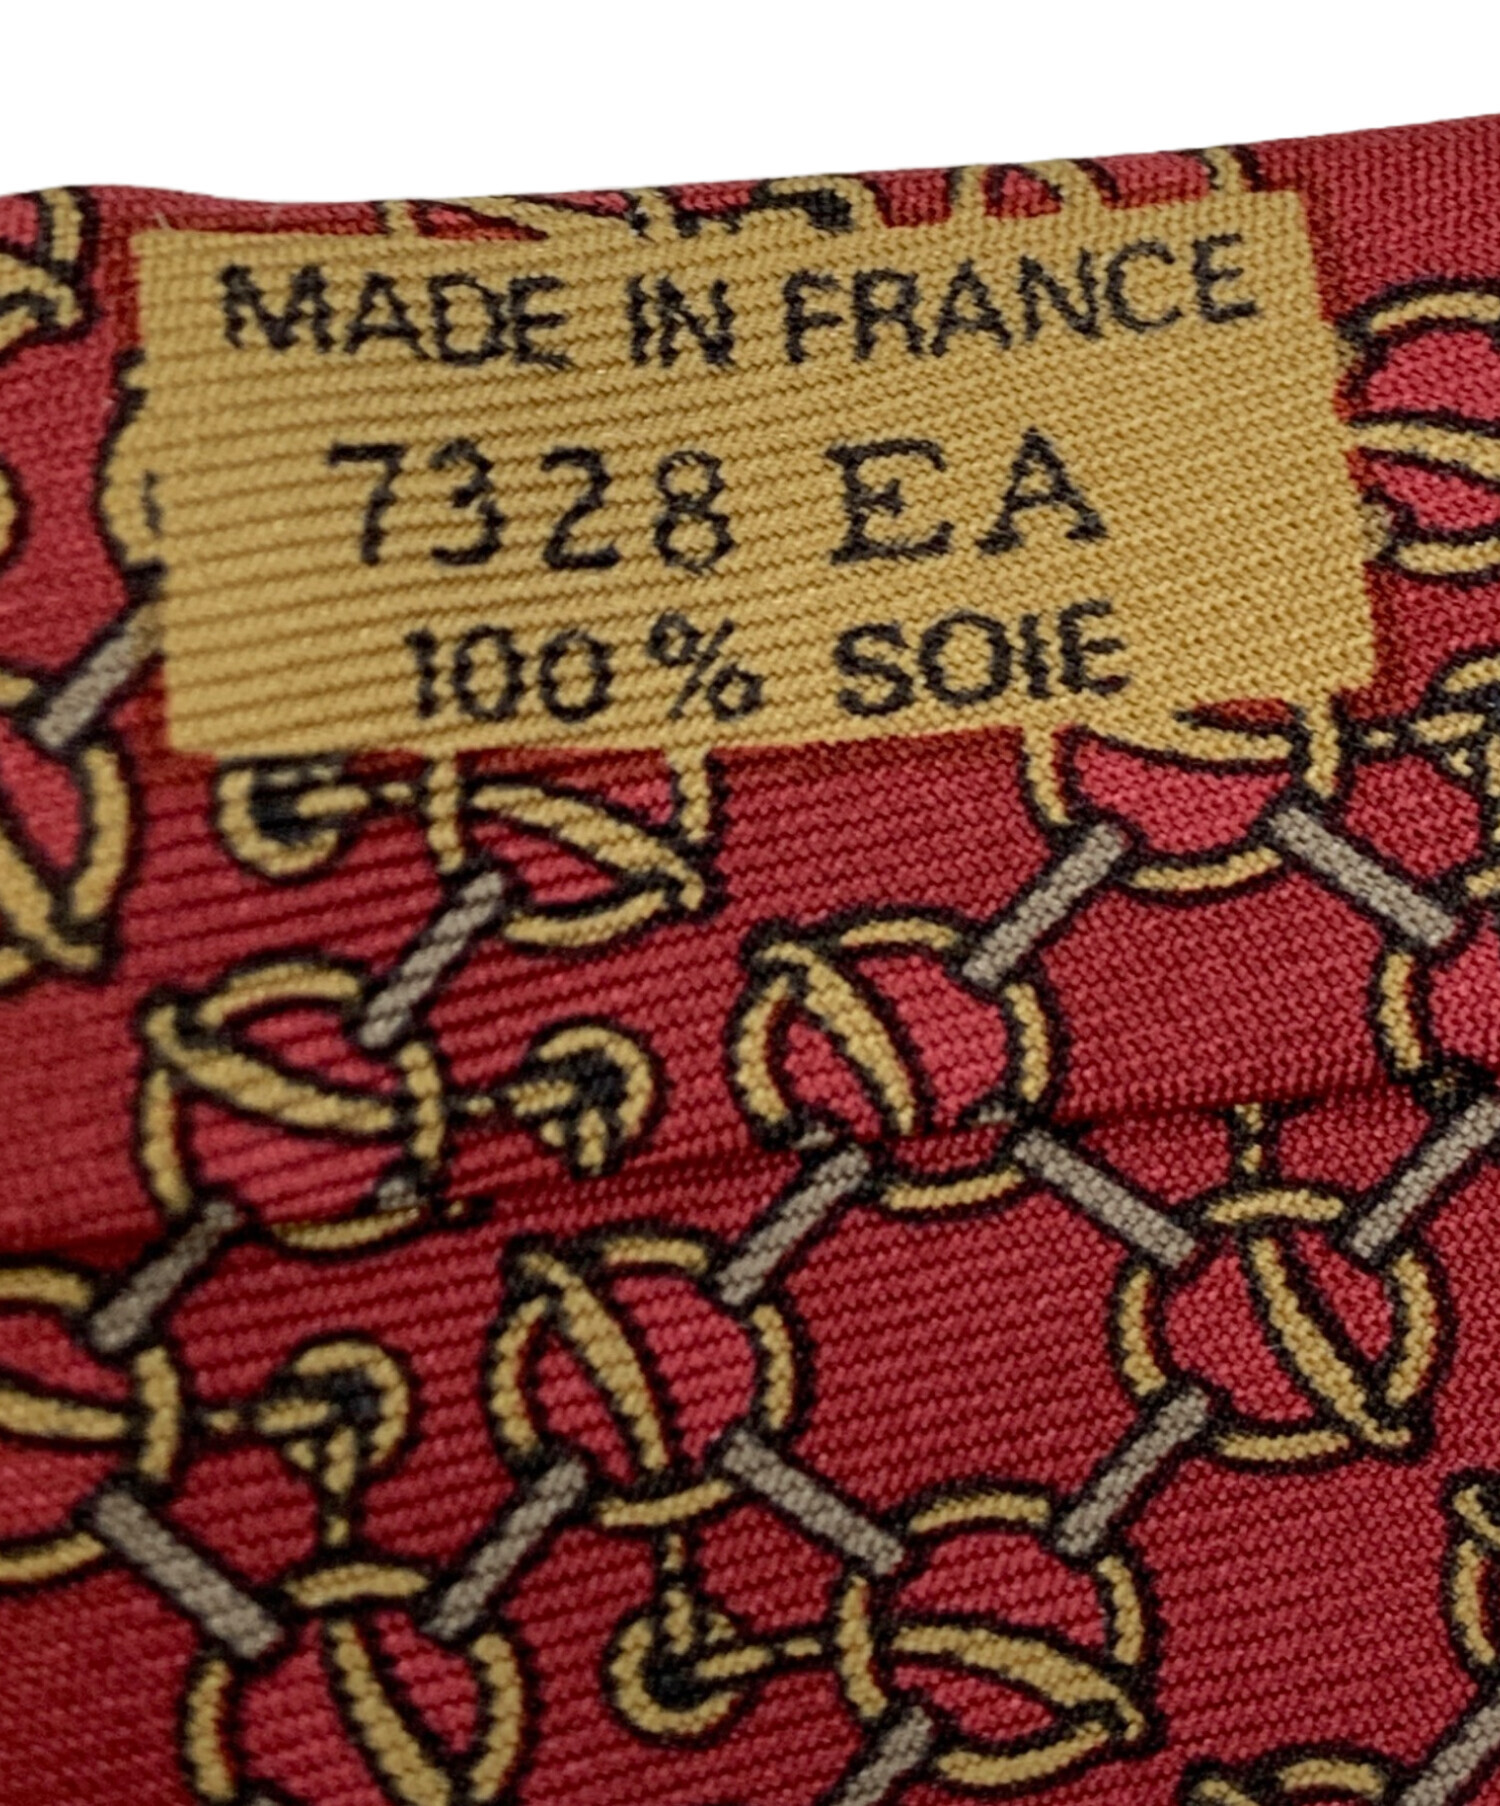 MADE IN FRANCE
7328 EA
100% SOIE